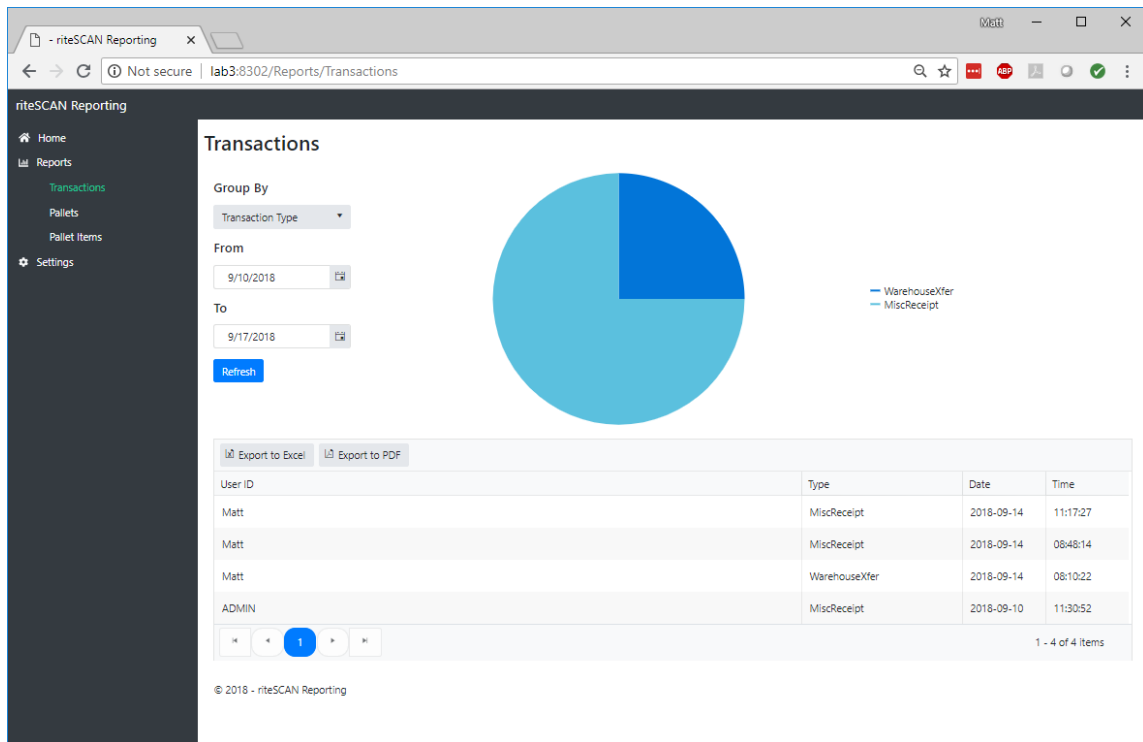 Matt
- riteSCAN Reporting
Not secure | lab3:8302/Reports/Transactions
ABP
riteSCAN Reporting
Home
Reports
Transactions
Pallets
Pallet Items
Settings
Transactions
Group By
Transaction Type
From
9/10/2018
To
9/17/2018
Refresh
WarehouseXfer
MiscReceipt
Export to Excel Export to PDF
User ID Type Date Time
Matt MiscReceipt 2018-09-14 11:17:27
Matt MiscReceipt 2018-09-14 08:48:14
Matt WarehouseXfer 2018-09-14 08:10:22
ADMIN MiscReceipt 2018-09-10 11:30:52
1 1 - 4 of 4 items
© 2018 - riteSCAN Reporting